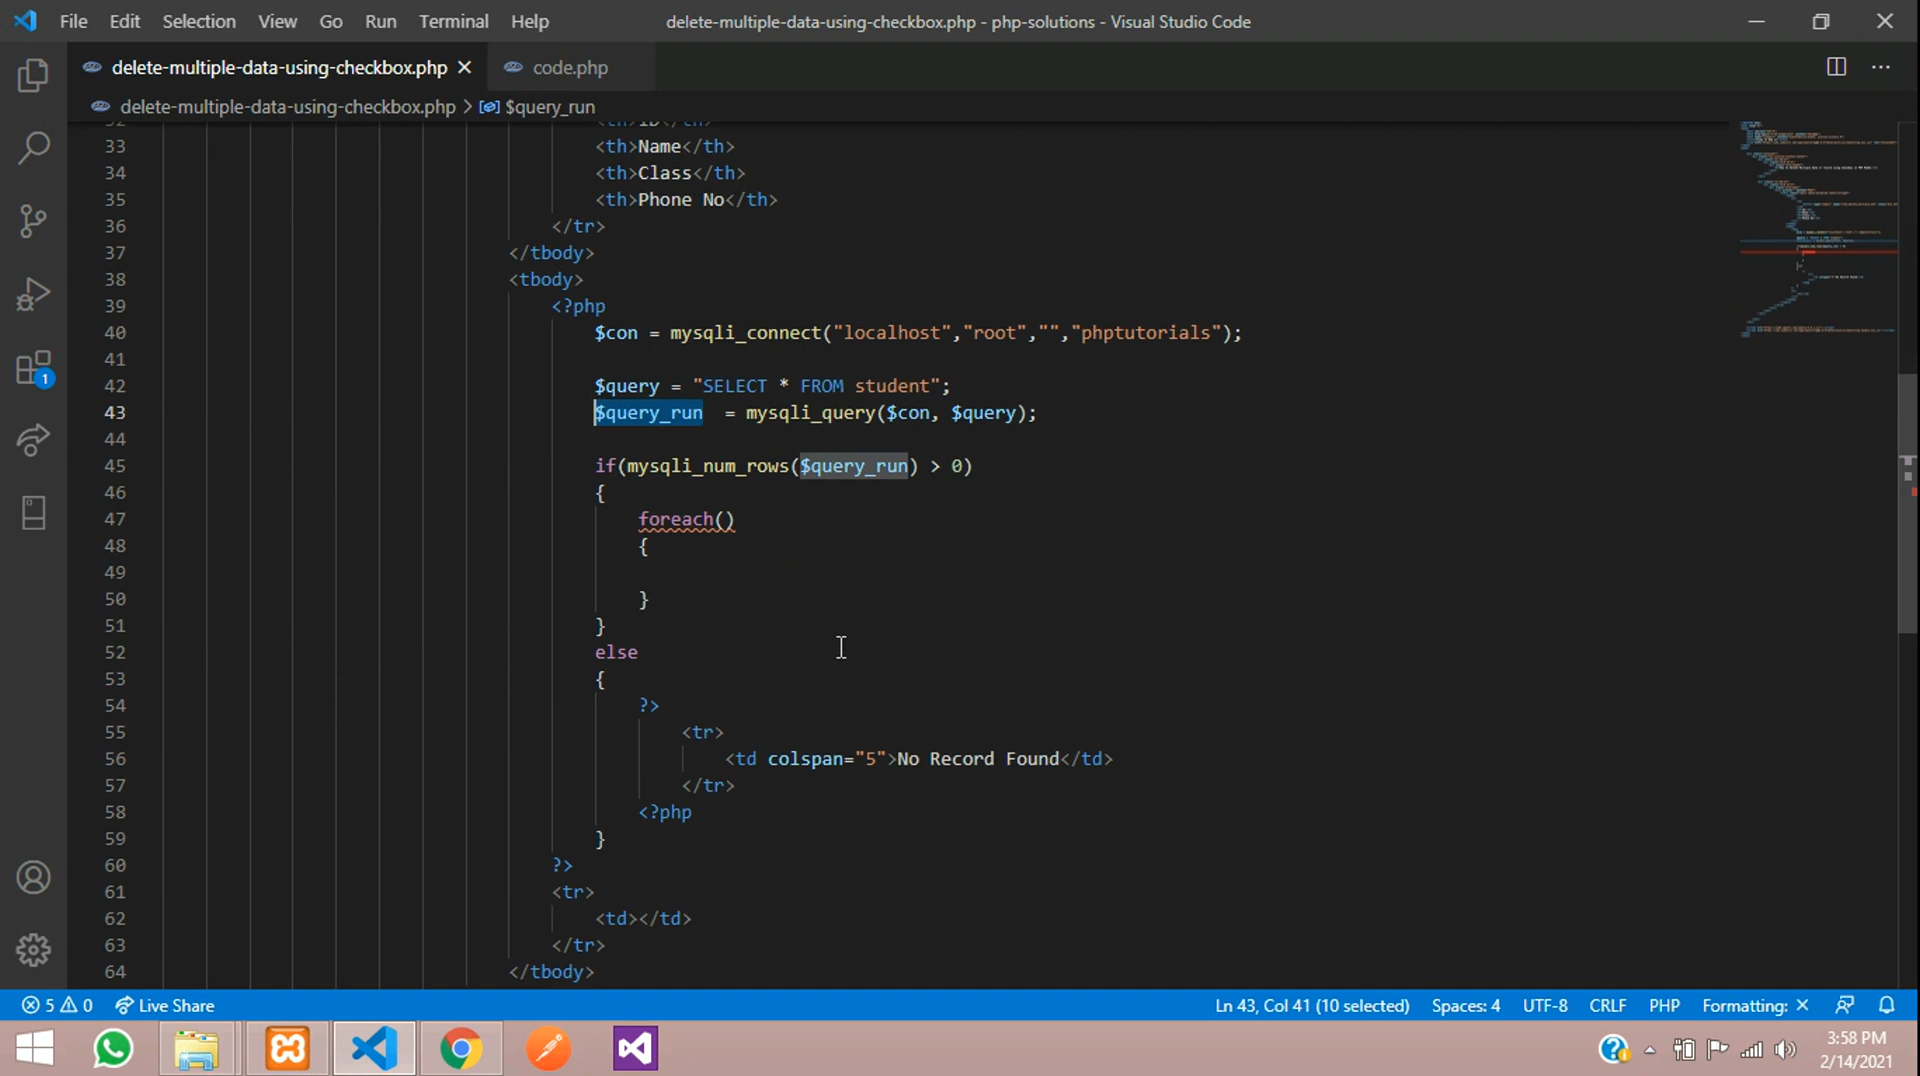 File Edit Selection View Go Run Terminal Help delete-multiple-data-using-checkbox.php - php-solutions - Visual Studio Code
delete-multiple-data-using-checkbox.php code.php
delete-multiple-data-using-checkbox.php > $query_run
32 <th>ID</th>
33 <th>Name</th>
34 <th>Class</th>
35 <th>Phone No</th>
36 </tr>
37 </tbody>
38 <tbody>
39 <?php
40 $con = mysqli_connect("localhost","root","","phptutorials");
41
42 $query = "SELECT * FROM student";
43 $query_run  = mysqli_query($con, $query);
44
45 if(mysqli_num_rows($query_run) > 0)
46 {
47 foreach()
48 {
49
50 }
51 }
52 else
53 {
54 ?>
55 <tr>
56 <td colspan="5">No Record Found</td>
57 </tr>
58 <?php
59 }
60 ?>
61 <tr>
62 <td></td>
63 </tr>
64 </tbody>
1
5 0 Live Share Ln 43, Col 41 (10 selected) Spaces: 4 UTF-8 CRLF PHP Formatting: ×
3:58 PM
2/14/2021